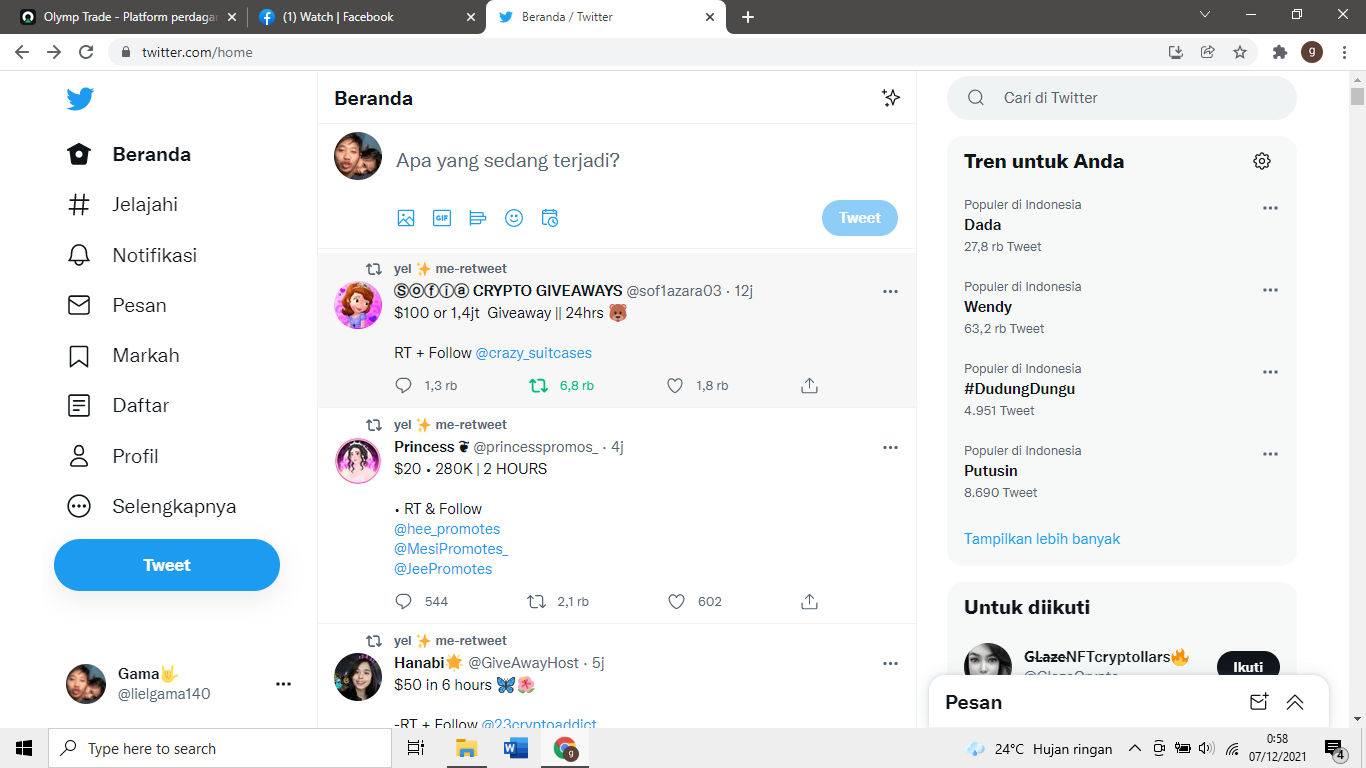 Olymp Trade - Platform perdagan
(1) Watch | Facebook
Beranda / Twitter
twitter.com/home
g
Beranda
Jelajahi
Notifikasi
Pesan
Markah
Daftar
Profil
Selengkapnya
Tweet
Gama🤟
@lielgama140
Beranda
Apa yang sedang terjadi?
GIF
Tweet
yel ✨ me-retweet
Ⓢⓞⓕⓘⓐ CRYPTO GIVEAWAYS @sof1azara03 · 12j
$100 or 1,4jt Giveaway || 24hrs 🐻
RT + Follow @crazy_suitcases
1,3 rb 6,8 rb 1,8 rb
yel ✨ me-retweet
Princess ❦ @princesspromos_ · 4j
$20 • 280K | 2 HOURS
• RT & Follow
@hee_promotes
@MesiPromotes_
@JeePromotes
544 2,1 rb 602
yel ✨ me-retweet
Hanabi🌟 @GiveAwayHost · 5j
$50 in 6 hours 🦋🌺
-RT + Follow @23cryptoaddict
Cari di Twitter
Tren untuk Anda
Populer di Indonesia
Dada
27,8 rb Tweet
Populer di Indonesia
Wendy
63,2 rb Tweet
Populer di Indonesia
#DudungDungu
4.951 Tweet
Populer di Indonesia
Putusin
8.690 Tweet
Tampilkan lebih banyak
Untuk diikuti
G̶L̶a̶z̶e̶NFTcryptollars🔥
@GlazeCrypto
Ikuti
Pesan
Type here to search
W
g
24°C Hujan ringan
0:58
07/12/2021
4